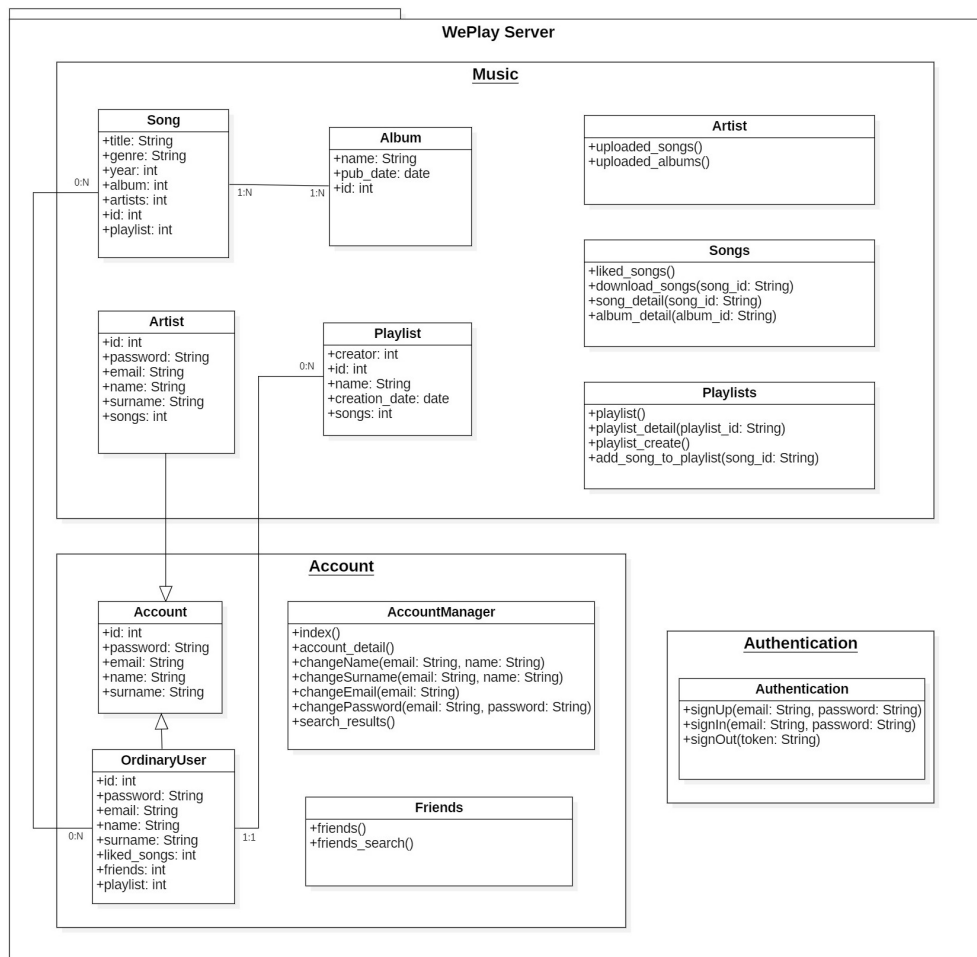 WePlay Server
Music
Song
+title: String
+genre: String
+year: int
+album: int
+artists: int
+id: int
+playlist: int
0:N
1:N
1:N
Album
+name: String
+pub_date: date
+id: int
Artist
+uploaded_songs()
+uploaded_albums()
Songs
+liked_songs()
+download_songs(song_id: String)
+song_detail(song_id: String)
+album_detail(album_id: String)
Artist
+id: int
+password: String
+email: String
+name: String
+surname: String
+songs: int
0:N
Playlist
+creator: int
+id: int
+name: String
+creation_date: date
+songs: int
Playlists
+playlist()
+playlist_detail(playlist_id: String)
+playlist_create()
+add_song_to_playlist(song_id: String)
Account
Account
+id: int
+password: String
+email: String
+name: String
+surname: String
AccountManager
+index()
+account_detail()
+changeName(email: String, name: String)
+changeSurname(email: String, name: String)
+changeEmail(email: String)
+changePassword(email: String, password: String)
+search_results()
Authentication
Authentication
+signUp(email: String, password: String)
+signIn(email: String, password: String)
+signOut(token: String)
OrdinaryUser
+id: int
+password: String
+email: String
+name: String
+surname: String
+liked_songs: int
+friends: int
+playlist: int
0:N
1:1
Friends
+friends()
+friends_search()